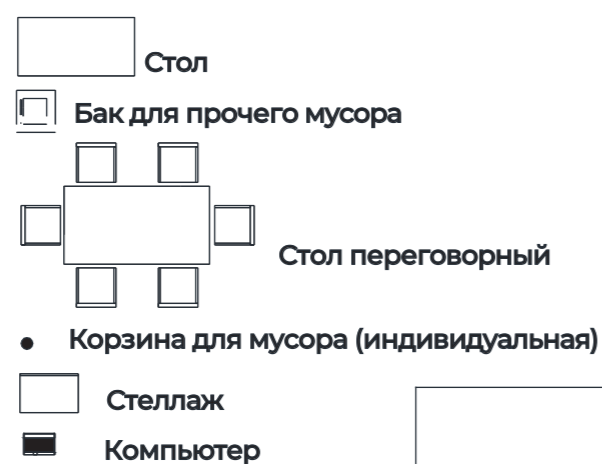 Стол
Бак для прочего мусора
Стол переговорный
Корзина для мусора (индивидуальная)
Стеллаж
Компьютер